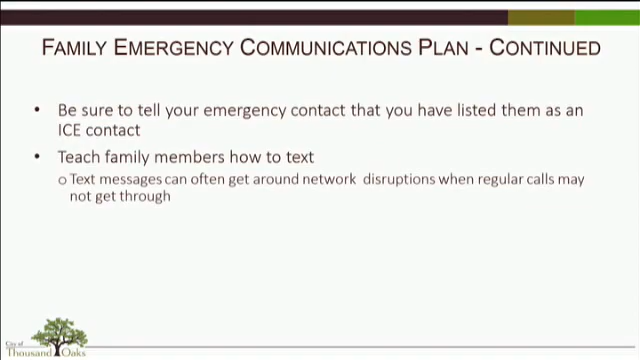 FAMILY EMERGENCY COMMUNICATIONS PLAN - CONTINUED
• Be sure to tell your emergency contact that you have listed them as an
ICE contact
• Teach family members how to text
o Text messages can often get around network disruptions when regular calls may
not get through
City of
Thousand Oaks